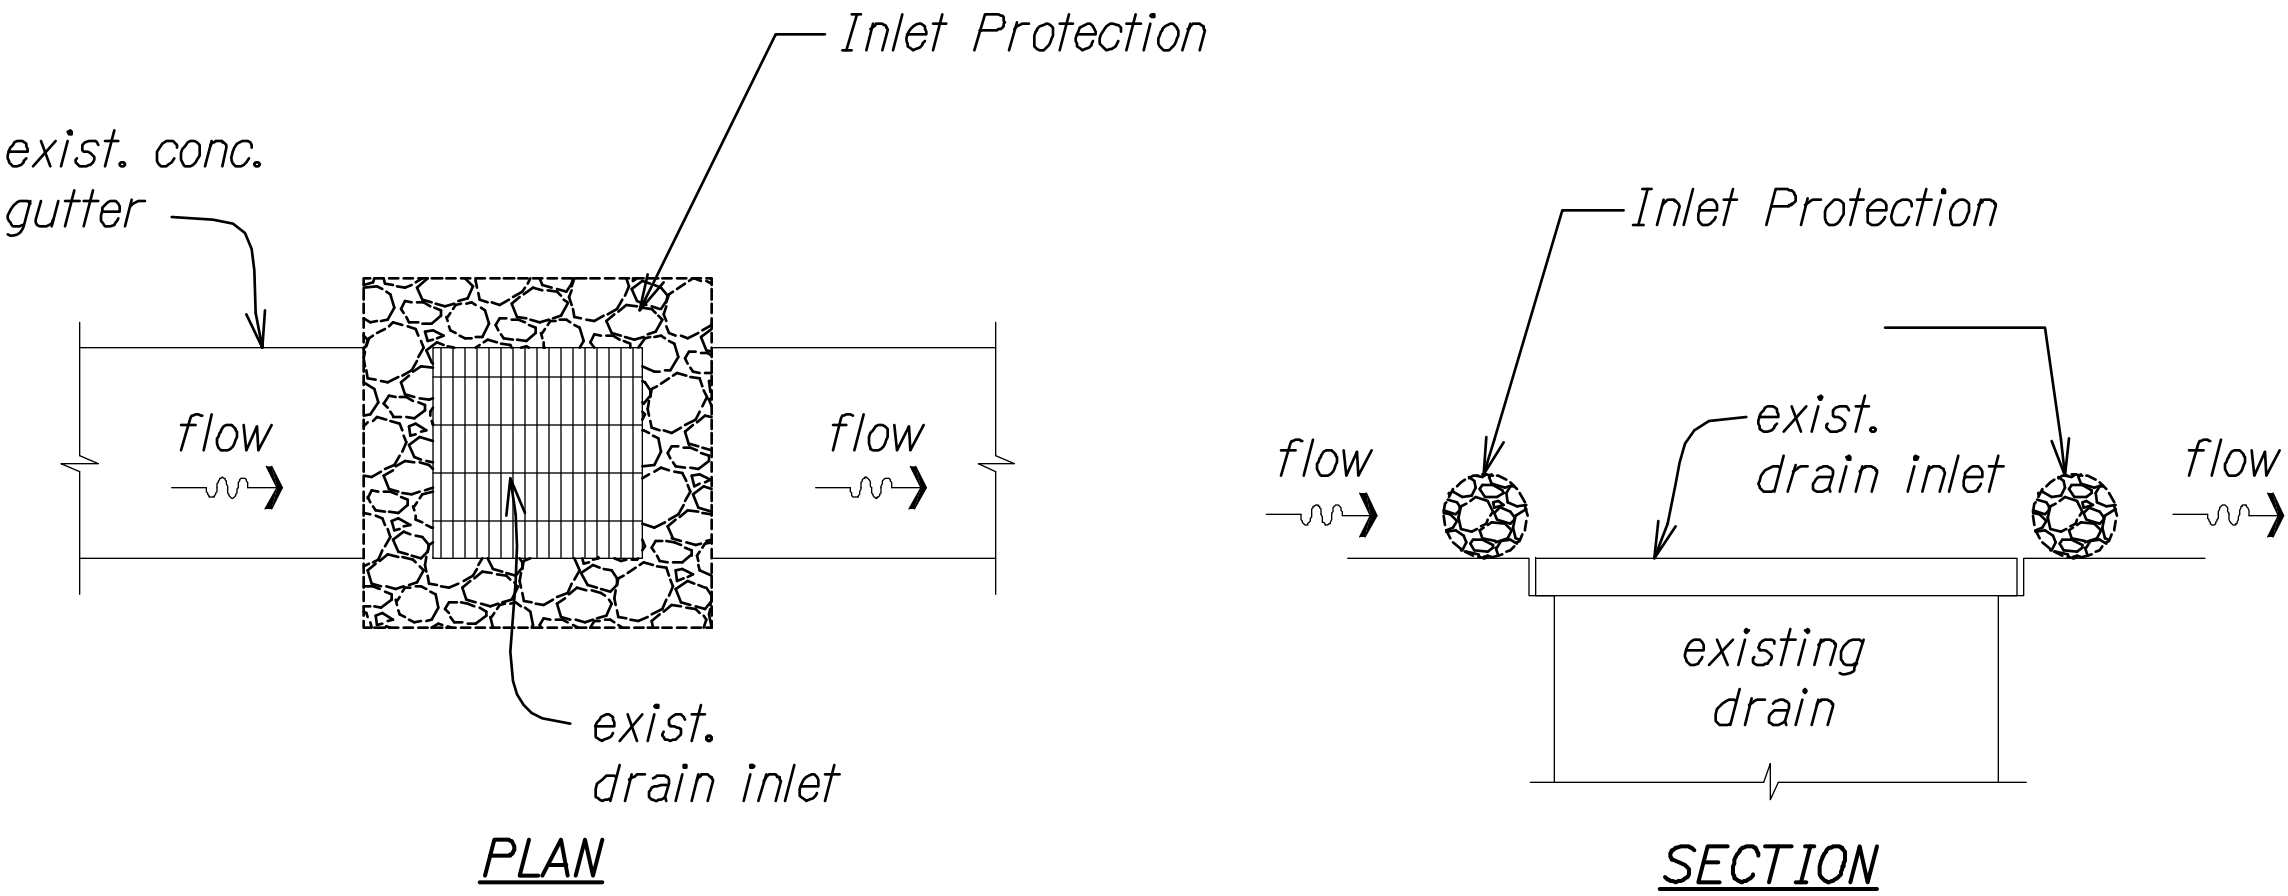 Inlet Protection
exist. conc.
gutter
flow
flow
exist.
drain inlet
PLAN
Inlet Protection
exist.
drain inlet
flow
flow
existing
drain
SECTION